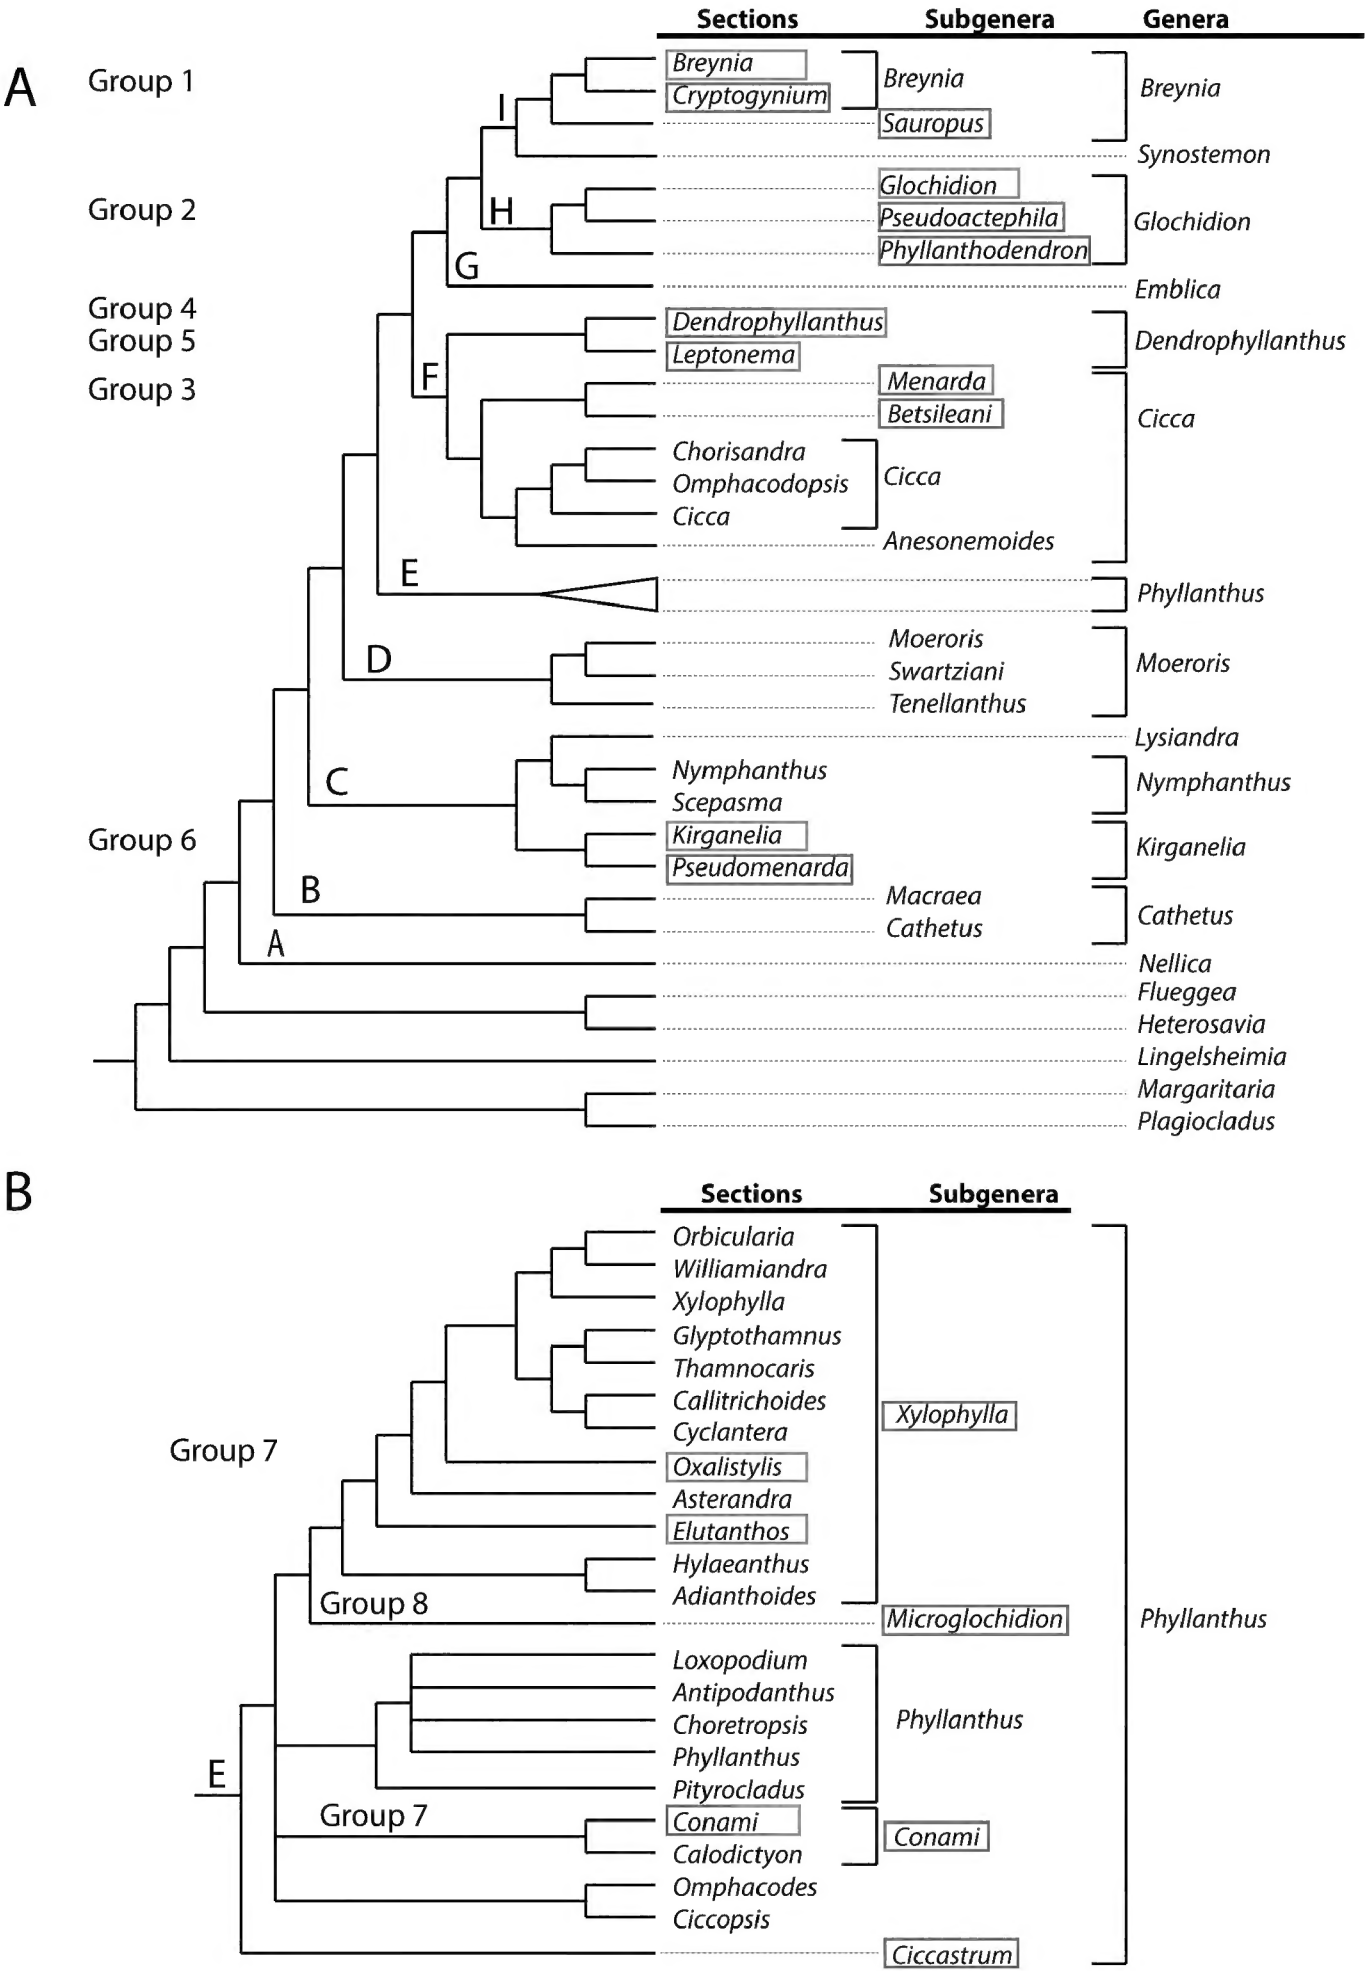 Sections Subgenera Genera
A
Group 1
Breynia
Breynia
Breynia
I
Cryptogynium
Sauropus
Synostemon
Glochidion
Group 2
H
Pseudoactephila
Glochidion
Phyllanthodendron
G
Emblica
Group 4
Dendrophyllanthus
Group 5
Dendrophyllanthus
Leptonema
F
Menarda
Group 3
Betsileani
Cicca
Chorisandra
Omphacodopsis
Cicca
Cicca
Anesonemoides
E
Phyllanthus
Moeroris
D
Swartziani
Moeroris
Tenellanthus
Lysiandra
Nymphanthus
C
Nymphanthus
Scepasma
Group 6
Kirganelia
Kirganelia
Pseudomenarda
B
Macraea
Cathetus
Cathetus
A
Nellica
Flueggea
Heterosavia
Lingelsheimia
Margaritaria
Plagiocladus
B
Sections Subgenera
Orbicularia
Williamiandra
Xylophylla
Glyptothamnus
Thamnocaris
Callitrichoides
Xylophylla
Cyclantera
Group 7
Oxalistylis
Asterandra
Elutanthos
Hylaeanthus
Adianthoides
Group 8
Microglochidion
Phyllanthus
Loxopodium
Antipodanthus
Choretropsis
Phyllanthus
Phyllanthus
Pityrocladus
E
Group 7
Conami
Conami
Calodictyon
Omphacodes
Ciccopsis
Ciccastrum